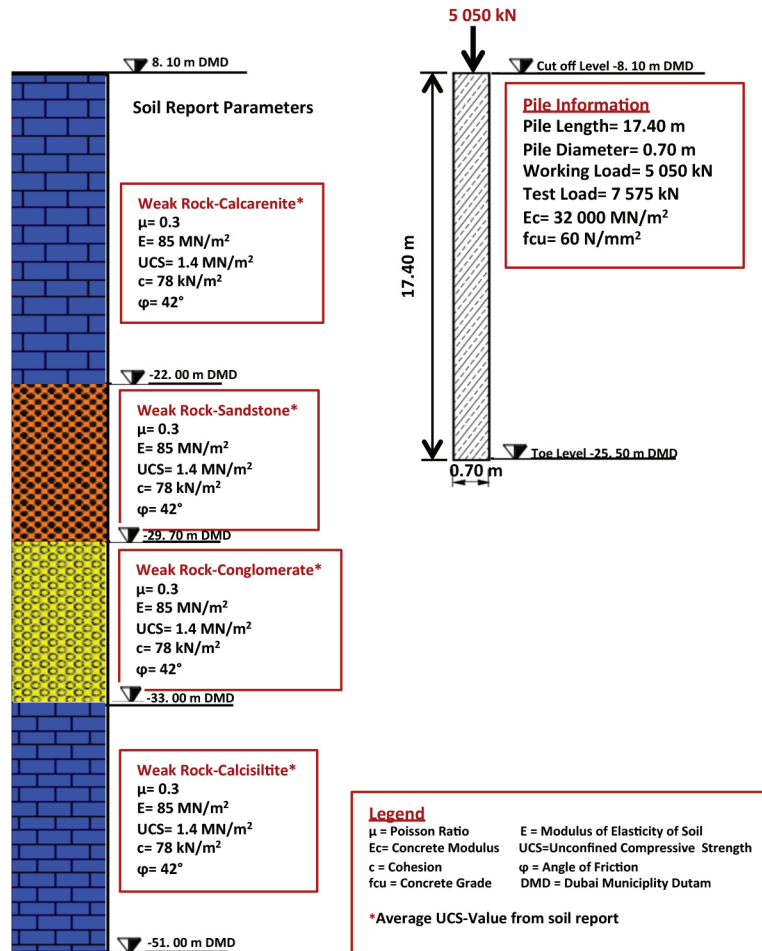 5 050 kN
8. 10 m DMD
Cut off Level -8. 10 m DMD
Soil Report Parameters
Pile Information
Pile Length= 17.40 m
Pile Diameter= 0.70 m
Working Load= 5 050 kN
Test Load= 7 575 kN
Ec= 32 000 MN/m²
fcu= 60 N/mm²
17.40 m
Weak Rock-Calcarenite*
μ= 0.3
E= 85 MN/m²
UCS= 1.4 MN/m²
c= 78 kN/m²
φ= 42°
-22. 00 m DMD
Weak Rock-Sandstone*
μ= 0.3
E= 85 MN/m²
UCS= 1.4 MN/m²
c= 78 kN/m²
φ= 42°
Toe Level -25. 50 m DMD
0.70 m
-29. 70 m DMD
Weak Rock-Conglomerate*
μ= 0.3
E= 85 MN/m²
UCS= 1.4 MN/m²
c= 78 kN/m²
φ= 42°
-33. 00 m DMD
Weak Rock-Calcisiltite*
μ= 0.3
E= 85 MN/m²
UCS= 1.4 MN/m²
c= 78 kN/m²
φ= 42°
Legend
μ = Poisson Ratio E = Modulus of Elasticity of Soil
Ec= Concrete Modulus UCS=Unconfined Compressive Strength
c = Cohesion φ = Angle of Friction
fcu = Concrete Grade DMD = Dubai Municiplity Dutam
*Average UCS-Value from soil report
-51. 00 m DMD